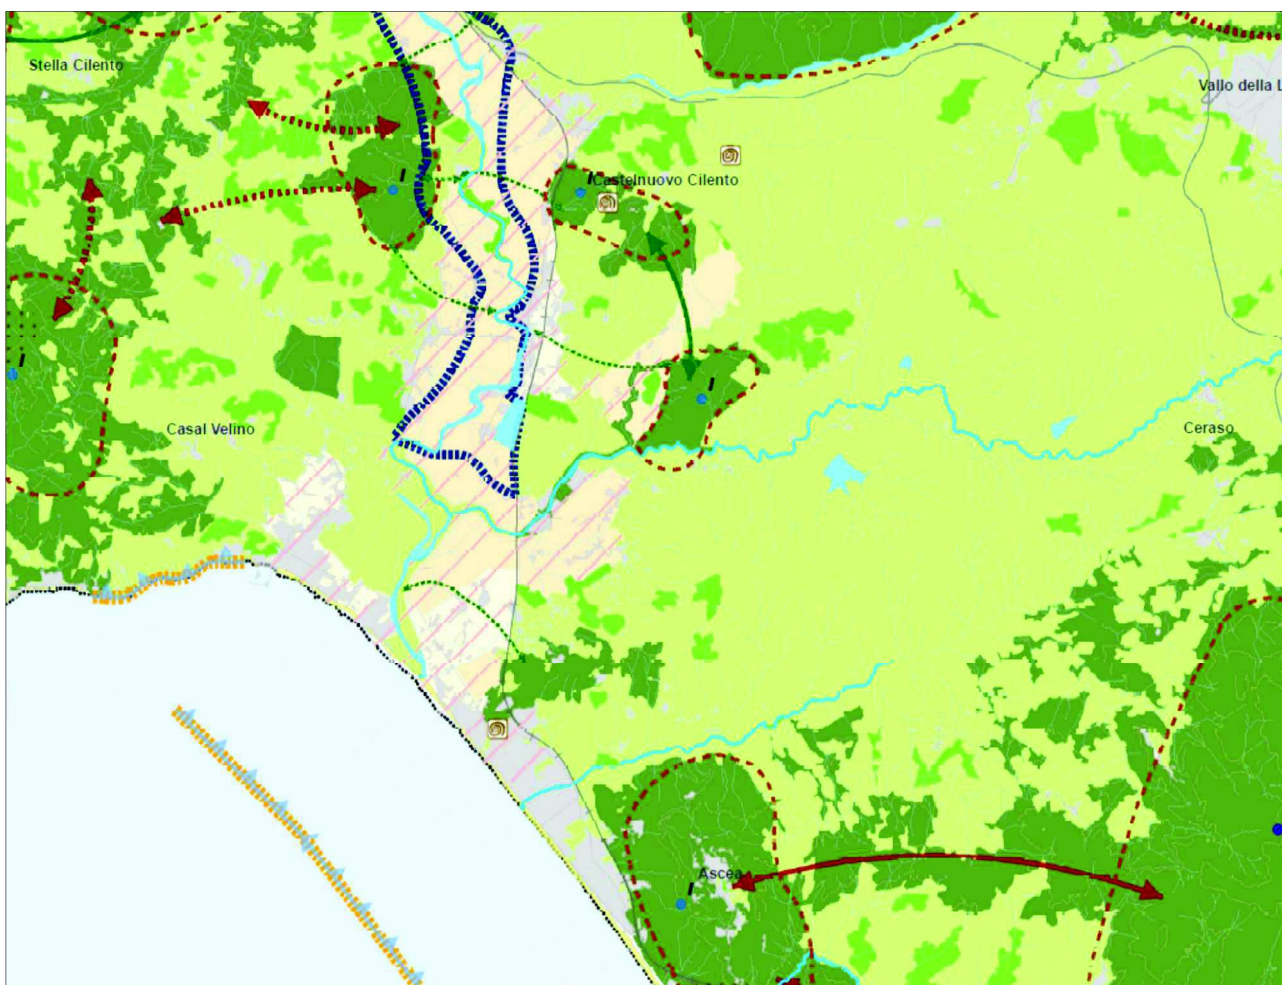 Stella Cilento
Vallo della L
Castelnuovo Cilento
Casal Velino
Ceraso
Ascea